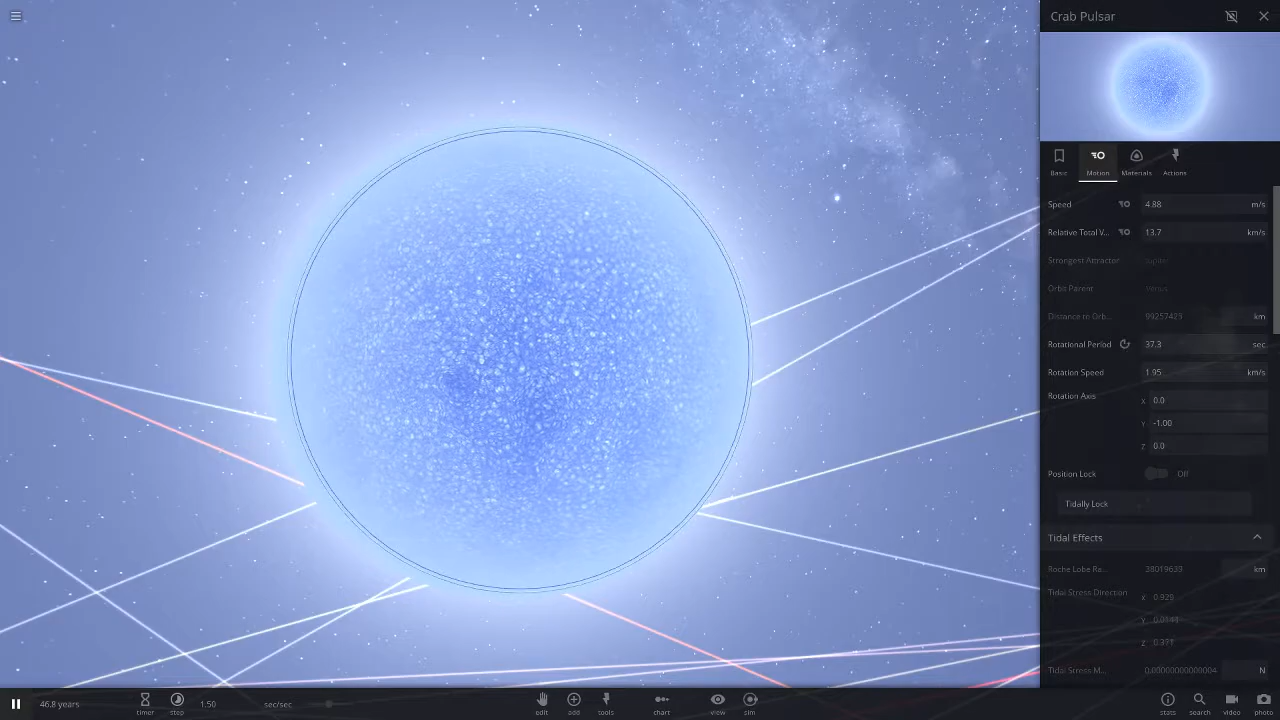 Crab Pulsar
Basic Motion Materials Actions
Speed 4.88 m/s
Relative Total V... 13.7 km/s
Strongest Attractor Jupiter
Orbit Parent Venus
Distance to Orb... 99257423 km
Rotational Period 37.3 sec
Rotation Speed 1.95 km/s
Rotation Axis X 0.0
Y -1.00
Z 0.0
Position Lock Off
Tidally Lock
Tidal Effects
Roche Lobe Ra... 38019633 km
Tidal Stress Direction X 0.929
Y
Z
Tidal Stress M... N
46.8 years timer step 1.50 sec/sec edit add tools chart view sim stats search video photo